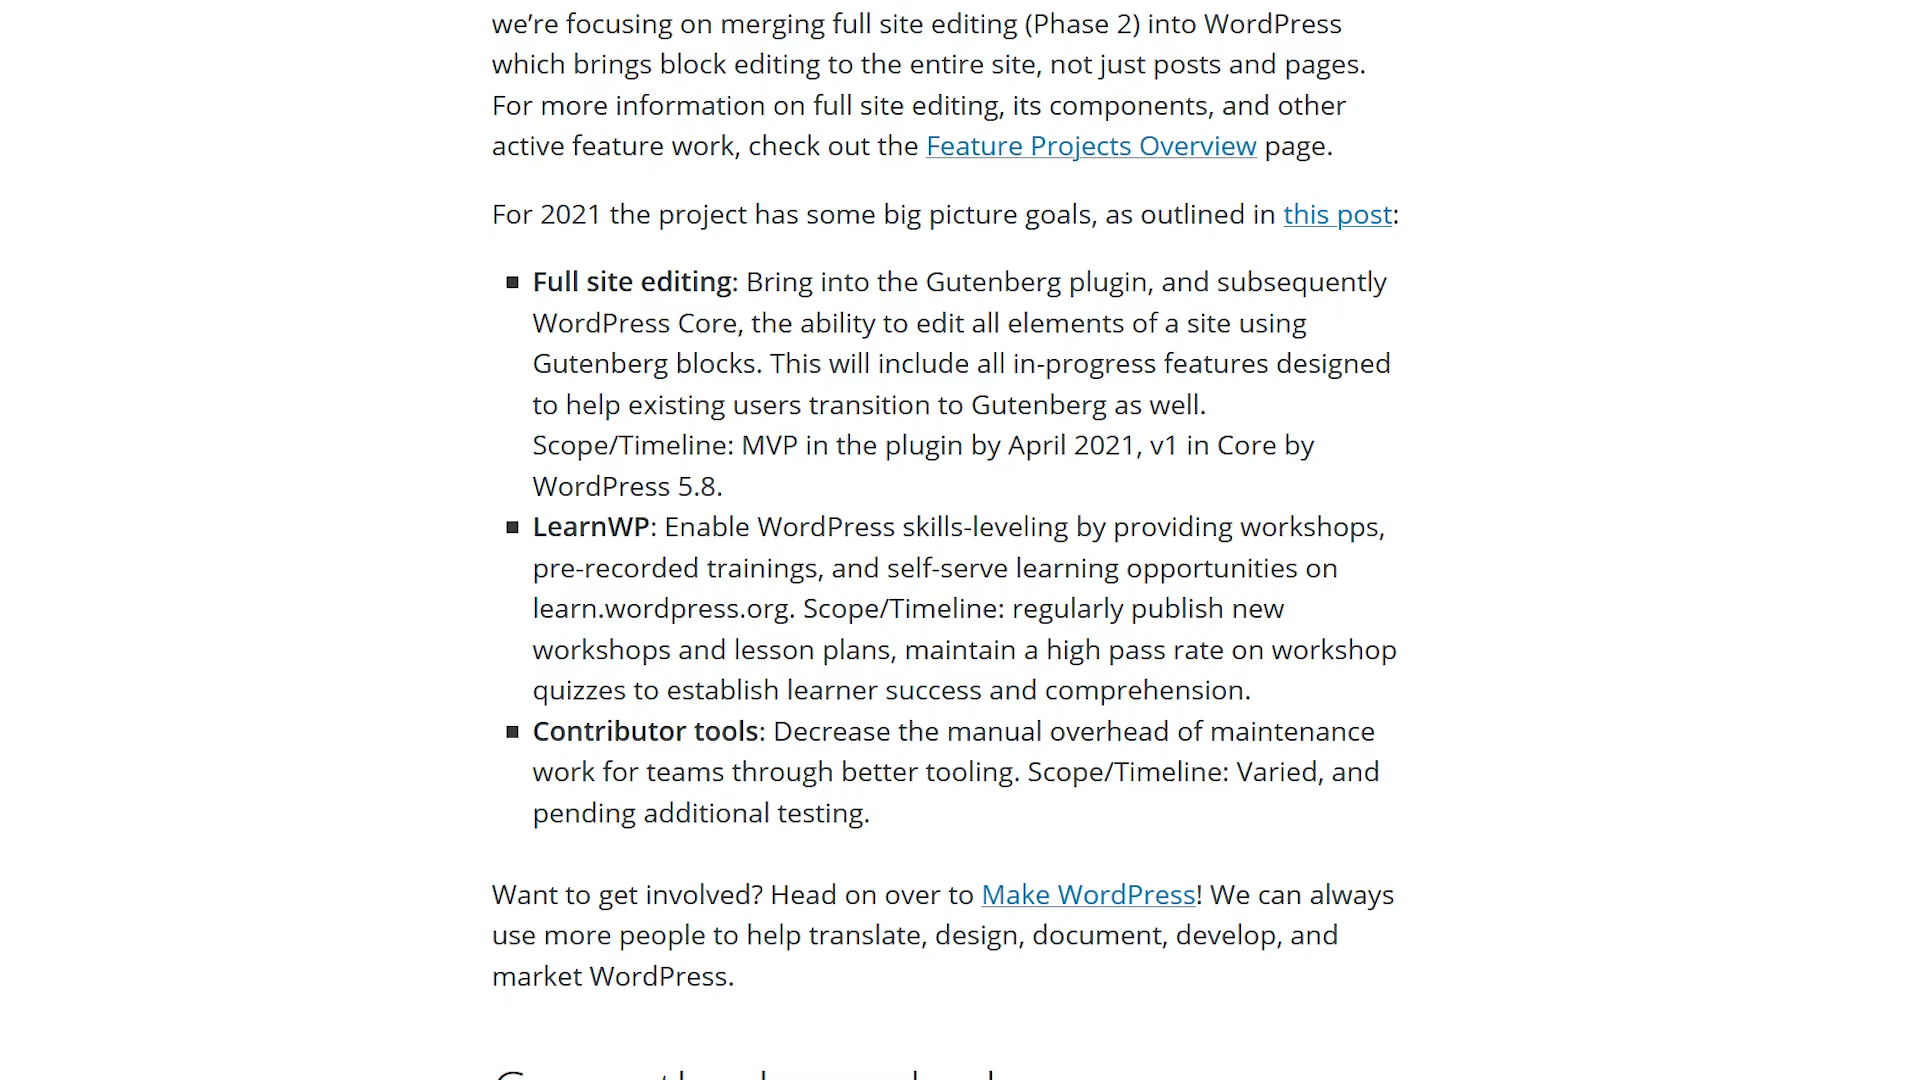 we’re focusing on merging full site editing (Phase 2) into WordPress
which brings block editing to the entire site, not just posts and pages.
For more information on full site editing, its components, and other
active feature work, check out the Feature Projects Overview page.
For 2021 the project has some big picture goals, as outlined in this post:
Full site editing: Bring into the Gutenberg plugin, and subsequently
WordPress Core, the ability to edit all elements of a site using
Gutenberg blocks. This will include all in-progress features designed
to help existing users transition to Gutenberg as well.
Scope/Timeline: MVP in the plugin by April 2021, v1 in Core by
WordPress 5.8.
LearnWP: Enable WordPress skills-leveling by providing workshops,
pre-recorded trainings, and self-serve learning opportunities on
learn.wordpress.org. Scope/Timeline: regularly publish new
workshops and lesson plans, maintain a high pass rate on workshop
quizzes to establish learner success and comprehension.
Contributor tools: Decrease the manual overhead of maintenance
work for teams through better tooling. Scope/Timeline: Varied, and
pending additional testing.
Want to get involved? Head on over to Make WordPress! We can always
use more people to help translate, design, document, develop, and
market WordPress.